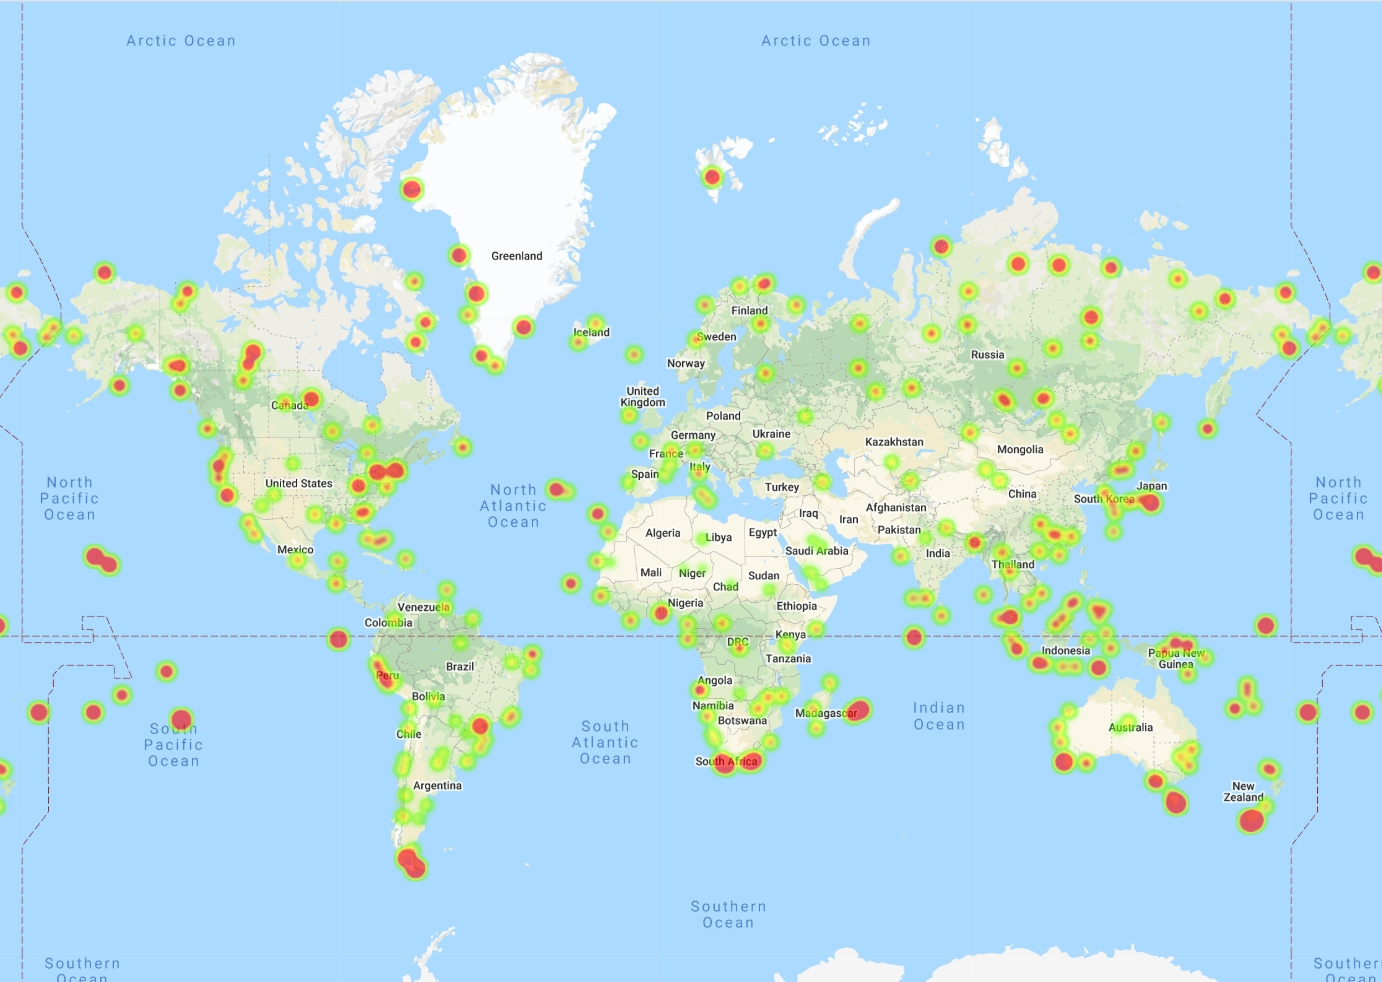 Arctic Ocean
Arctic Ocean
Greenland
Iceland
Finland
Sweden
Norway
Russia
United
Kingdom
Canada
Poland
Germany
Ukraine
France
Kazakhstan
Mongolia
Italy
Spain
United States
Turkey
China
Japan
South Korea
North
Pacific
Ocean
North
Atlantic
Ocean
North
Pacific
Ocean
Afghanistan
Iraq
Iran
Pakistan
Algeria
Libya
Egypt
Saudi Arabia
India
Mexico
Thailand
Mali
Niger
Chad
Sudan
Nigeria
Ethiopia
Venezuela
Colombia
DRC
Kenya
Tanzania
Indonesia
Papua New
Guinea
Brazil
Peru
Bolivia
Angola
Namibia
Botswana
Madagascar
Indian
Ocean
South
Pacific
Ocean
Chile
South
Atlantic
Ocean
Australia
South Africa
Argentina
New
Zealand
Southern
Ocean
Southern
Ocean
Souther
Ocean